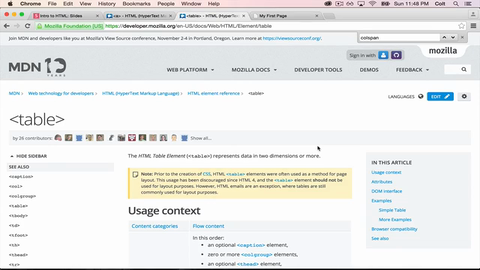 Chrome File Edit View History Bookmarks People Window Help
Sun 11:48 PM Colt
Intro to HTML Slides
<td> - HTML (HyperText Mark
<table> - HTML (HyperText
My First Page
Mozilla Foundation [US] https://developer.mozilla.org/en-US/docs/Web/HTML/Element/table
Join MDN and developers like you at Mozilla's View Source conference, November 2-4 in Portland, Oregon. Learn more at https://viewsourceconf.org/.
colspan
mozilla
Sign in with
MDN 10 YEARS
WEB PLATFORM
MOZILLA DOCS
DEVELOPER TOOLS
DEMOS
FEEDBACK
MDN
Web technology for developers
HTML (HyperText Markup Language)
HTML element reference
<table>
LANGUAGES
EDIT
<table>
by 26 contributors:
Show all...
HIDE SIDEBAR
SEE ALSO
<caption>
<col>
<colgroup>
<table>
<tbody>
<td>
<tfoot>
<th>
<thead>
<tr>
The HTML Table Element (<table>) represents data in two dimensions or more.
Note: Prior to the creation of CSS, HTML <table> elements were often used as a method for page
layout. This usage has been discouraged since HTML 4, and the <table> element should not be
used for layout purposes. However, HTML emails are an exception, where tables are still
commonly used for layout purposes.
Usage context
Content categories
Flow content
In this order:
an optional <caption> element,
zero or more <colgroup> elements,
an optional <thead> element,
IN THIS ARTICLE
Usage context
Attributes
DOM Interface
Examples
Simple Table
More Examples
Browser compatibility
See also